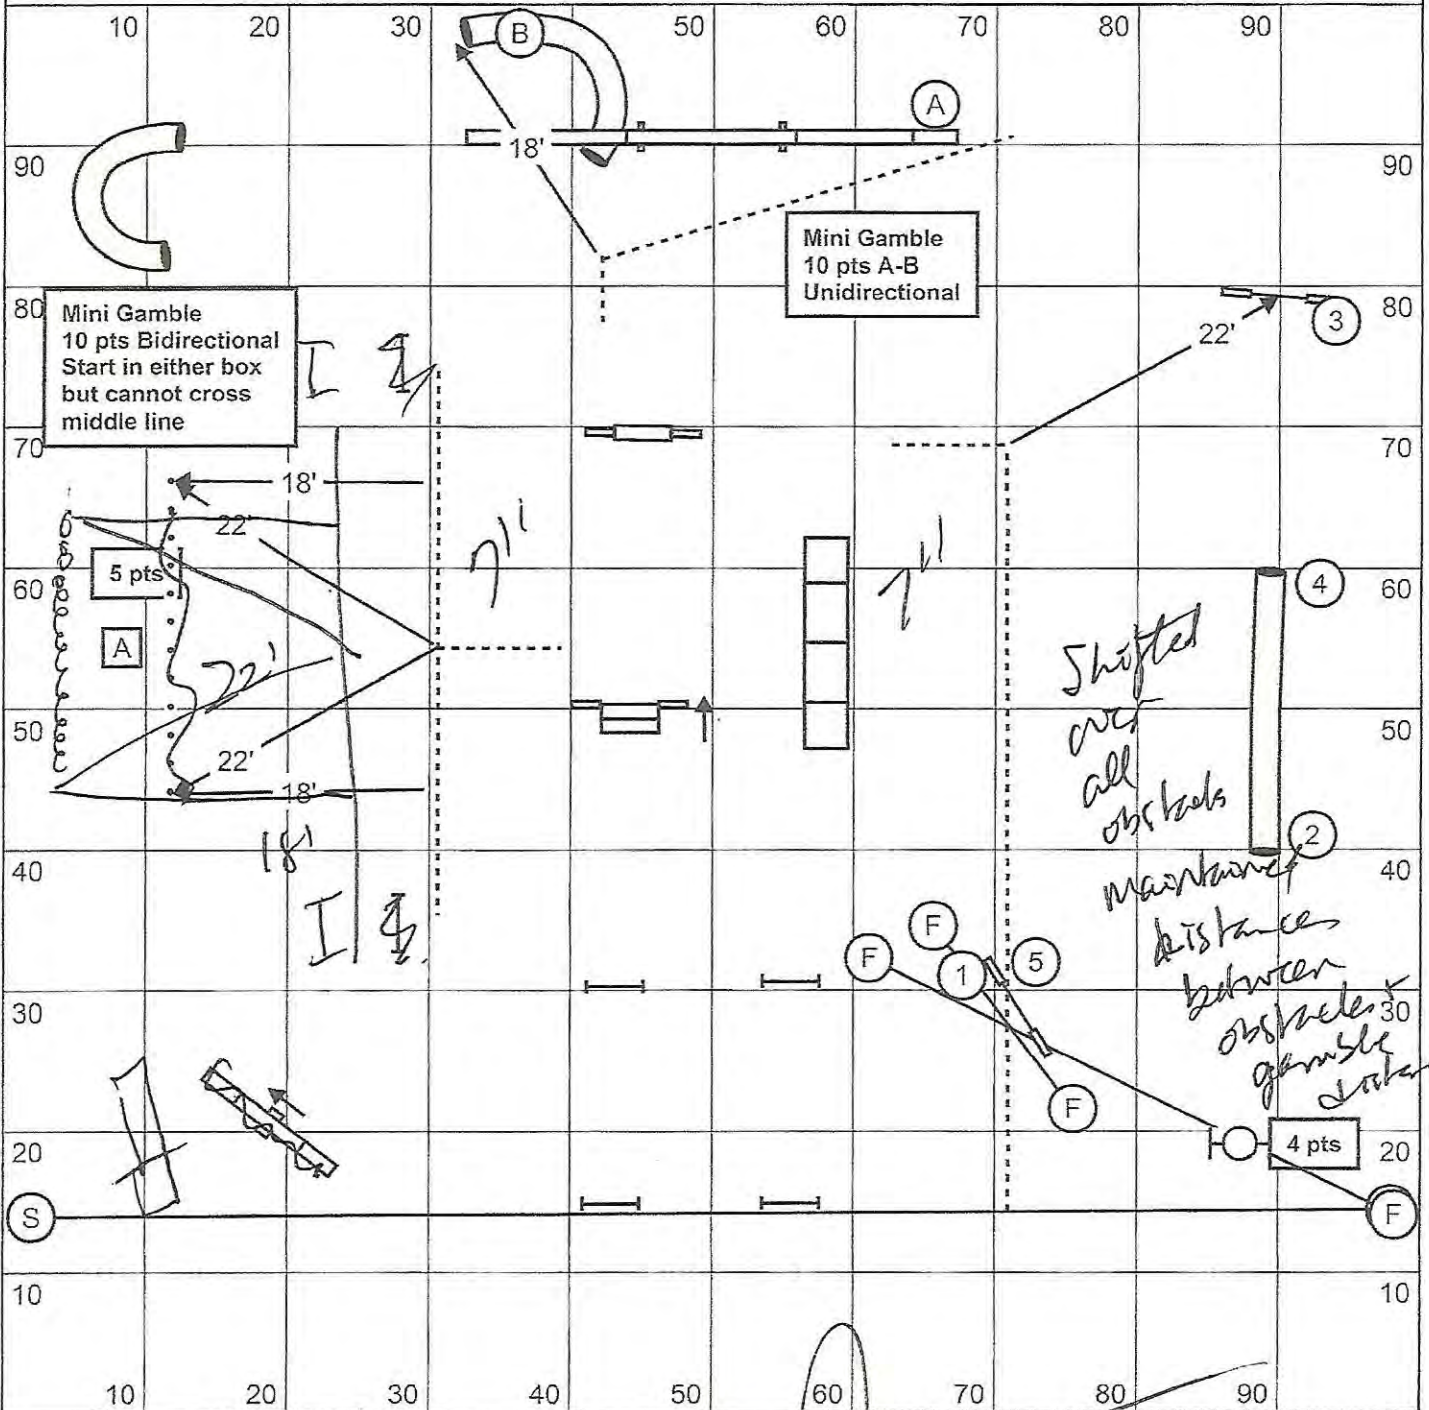 10 20 30 B 50 60 70 80 90
A
18'
90 90
Mini Gamble
10 pts A-B
Unidirectional
80 80
Mini Gamble
10 pts Bidirectional
Start in either box
but cannot cross
middle line
22'
3
70 70
18'
22'
5 pts
60 4 60
A
22'
Shifted
over
all
obstacls
50 50
22'
18'
18'
2
40 40
maintained
distances
between
obstacles +
gamble
F F
1 5
30 30
F
20 4 pts 20
S F
10 10
10 20 30 40 50 60 70 80 90